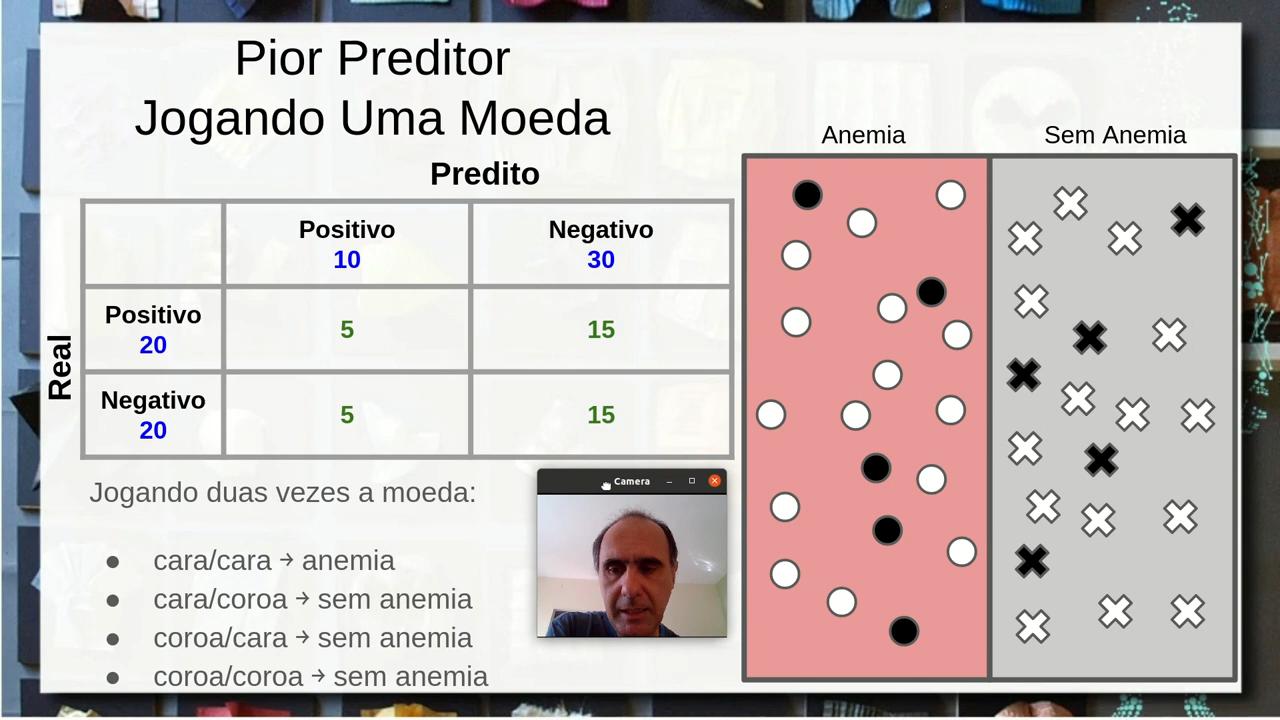 Pior Preditor
Jogando Uma Moeda
Predito
Real
Positivo
10
Negativo
30
Positivo
20
5
15
Negativo
20
5
15
Jogando duas vezes a moeda:
● cara/cara → anemia
● cara/coroa → sem anemia
● coroa/cara → sem anemia
● coroa/coroa → sem anemia
Camera
Anemia
Sem Anemia